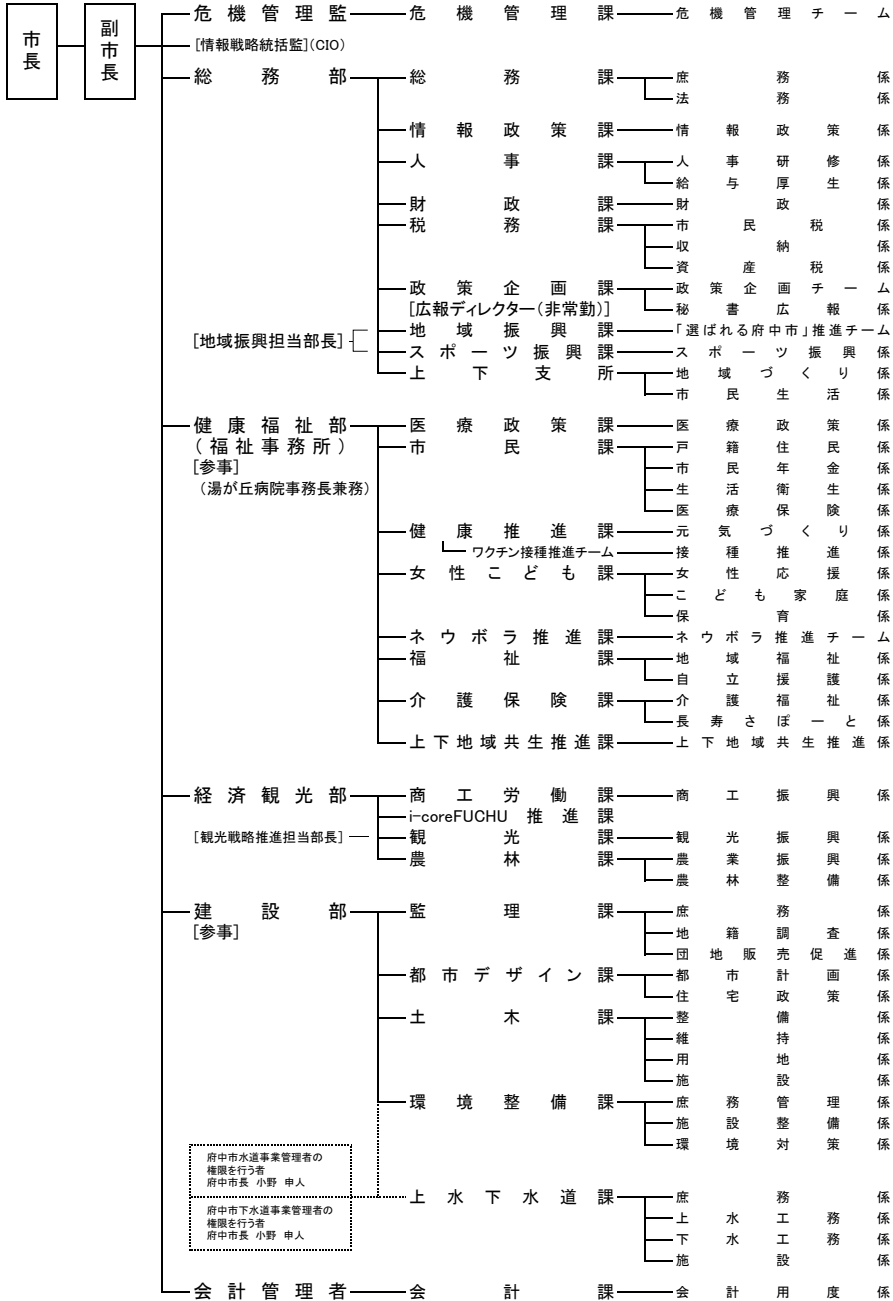 市長
副市長
危機管理監 危機管理課 危機管理チーム
[情報戦略統括監](CIO)
総務部 総務課 庶務係
法務係
情報政策課 情報政策係
人事課 人事研修係
給与厚生係
財政課 財政係
税務課 市民税係
収納係
資産税係
政策企画課 政策企画チーム
[広報ディレクター(非常勤)] 秘書広報係
[地域振興担当部長] 地域振興課 「選ばれる府中市」推進チーム
スポーツ振興課 スポーツ振興係
上下支所 地域づくり係
市民生活係
健康福祉部 医療政策課 医療政策係
(福祉事務所) 市民課 戸籍住民係
[参事] 市民年金係
(湯が丘病院事務長兼務) 生活衛生係
医療保険係
健康推進課 元気づくり係
ワクチン接種推進チーム 接種推進係
女性こども課 女性応援係
こども家庭係
保育係
ネウボラ推進課 ネウボラ推進チーム
福祉課 地域福祉係
自立援護係
介護保険課 介護福祉係
長寿さぽーと係
上下地域共生推進課 上下地域共生推進係
経済観光部 商工労働課 商工振興係
i-coreFUCHU 推進課
[観光戦略推進担当部長] 観光課 観光振興係
農林課 農業振興係
農林整備係
建設部 監理課 庶務係
[参事] 地籍調査係
団地販売促進係
都市デザイン課 都市計画係
住宅政策係
土木課 整備係
維持係
用地係
施設係
環境整備課 庶務管理係
施設整備係
環境対策係
府中市水道事業管理者の
権限を行う者
府中市長 小野 申人
上水下水道課 庶務係
府中市下水道事業管理者の
権限を行う者
府中市長 小野 申人
上水工務係
下水工務係
施設係
会計管理者 会計課 会計用度係